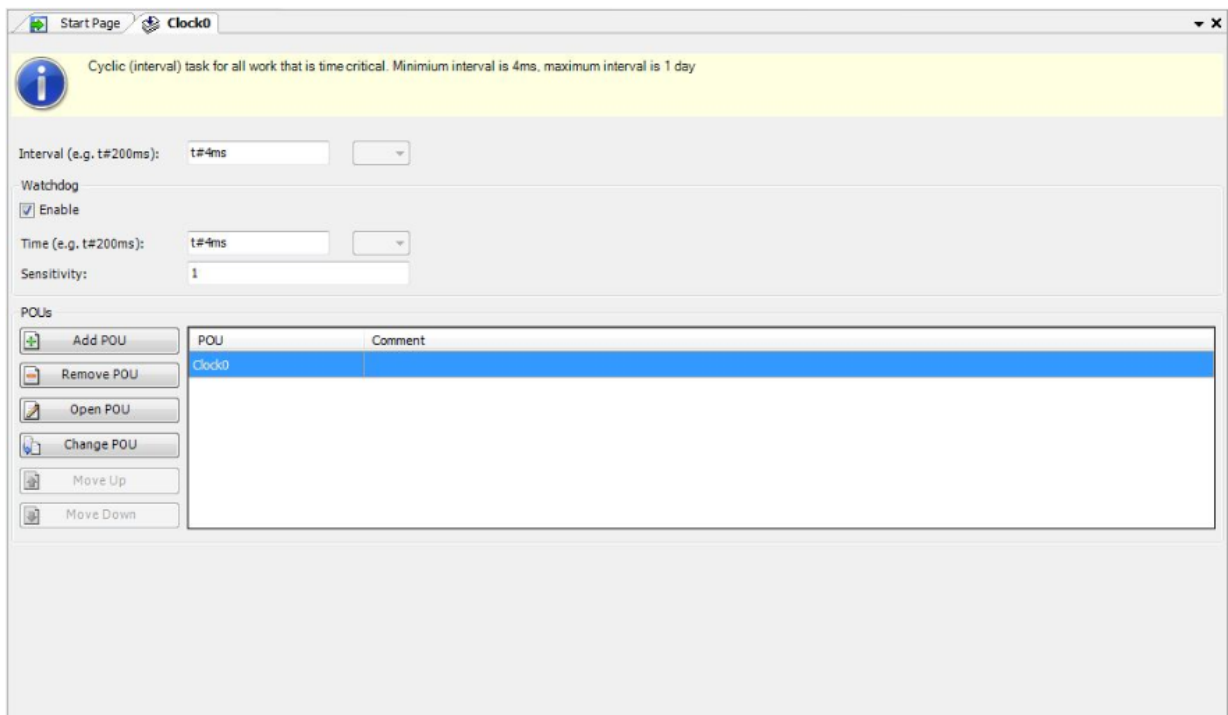 Start Page Clock0
Cyclic (interval) task for all work that is time critical. Minimium interval is 4ms, maximum interval is 1 day
Interval (e.g. t#200ms): t#4ms
Watchdog
Enable
Time (e.g. t#200ms): t#4ms
Sensitivity: 1
POUs
Add POU
POU Comment
Clock0
Remove POU
Open POU
Change POU
Move Up
Move Down